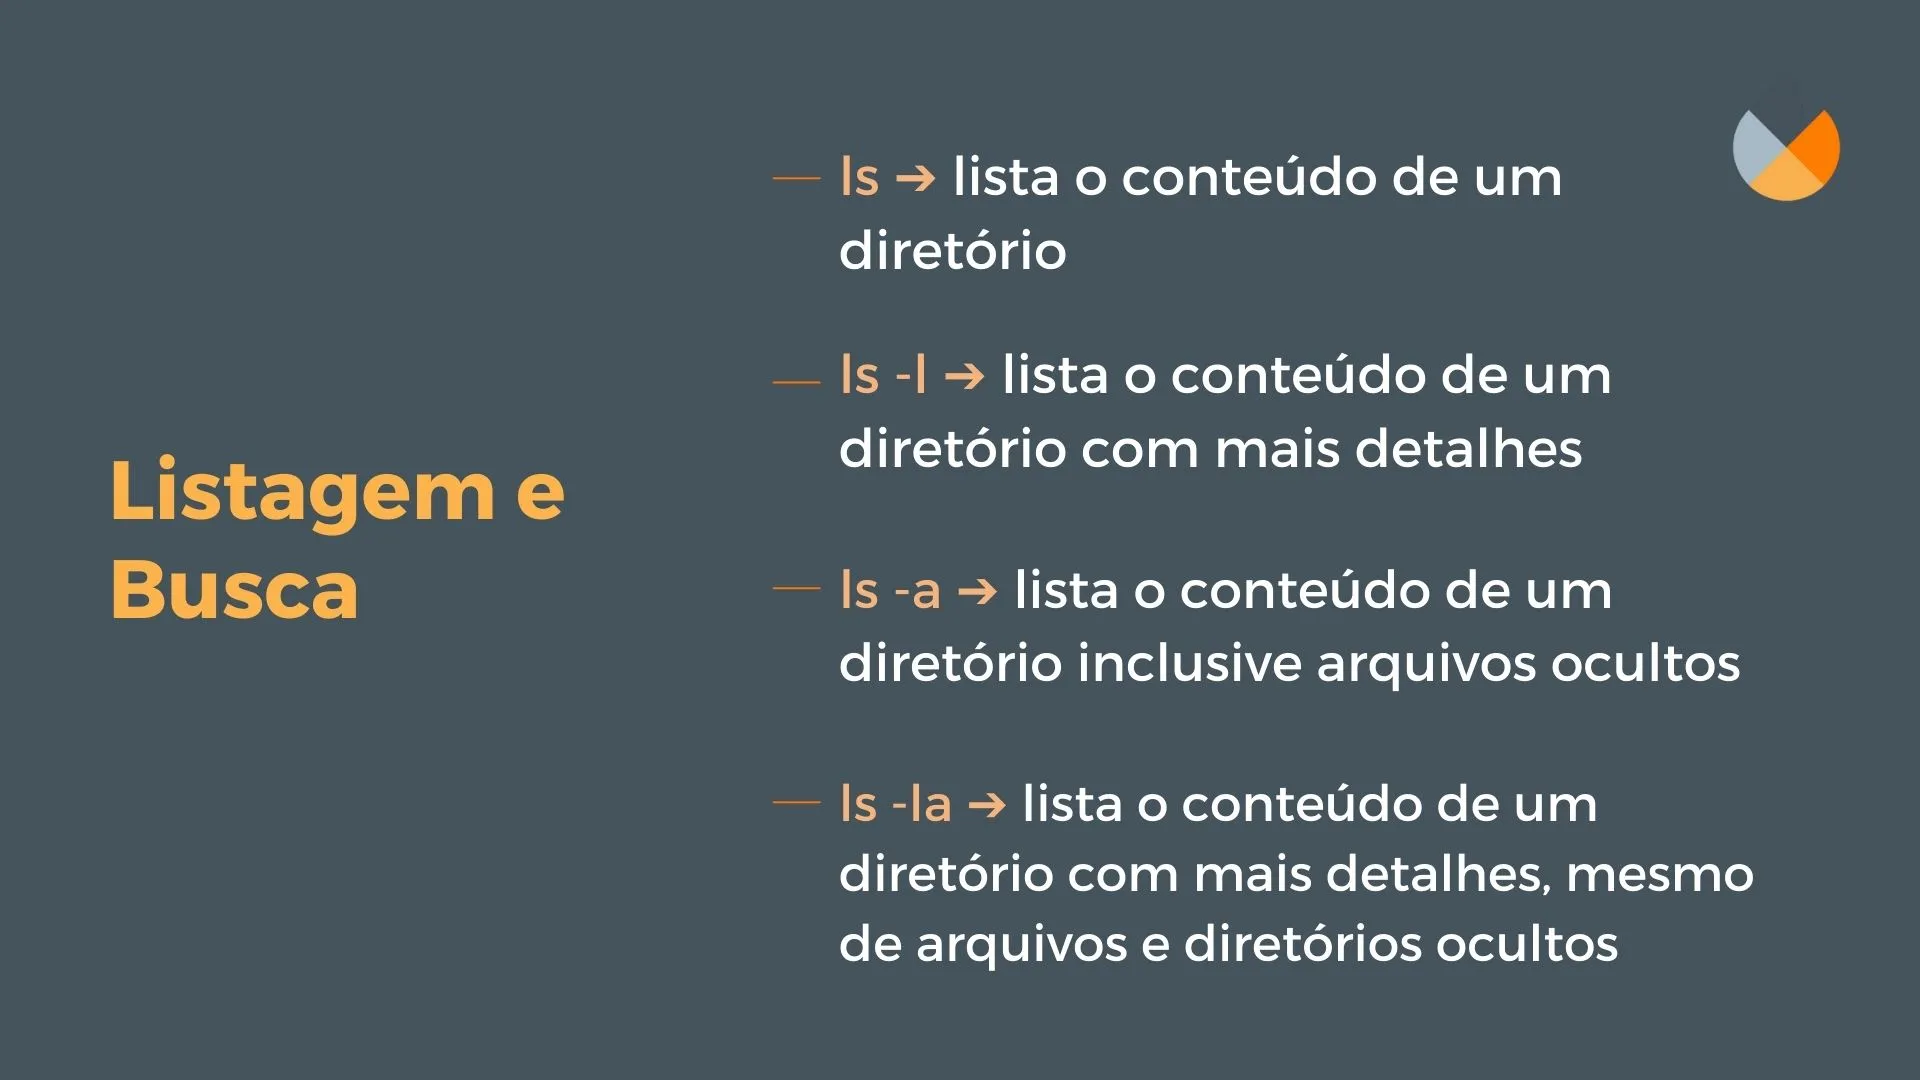 Listagem e
Busca
ls ➔ lista o conteúdo de um
diretório
ls -l ➔ lista o conteúdo de um
diretório com mais detalhes
ls -a ➔ lista o conteúdo de um
diretório inclusive arquivos ocultos
ls -la ➔ lista o conteúdo de um
diretório com mais detalhes, mesmo
de arquivos e diretórios ocultos